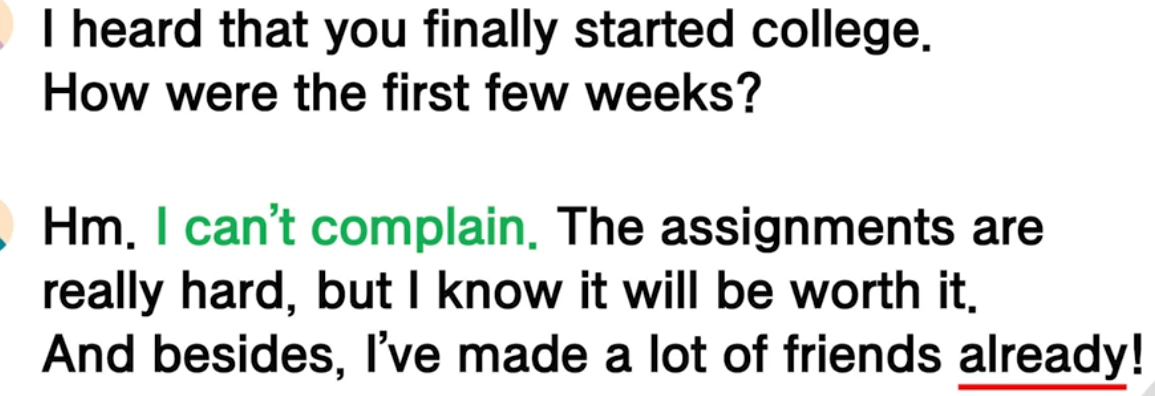 I heard that you finally started college.
How were the first few weeks?
Hm. I can't complain. The assignments are
really hard, but I know it will be worth it.
And besides, I've made a lot of friends already!